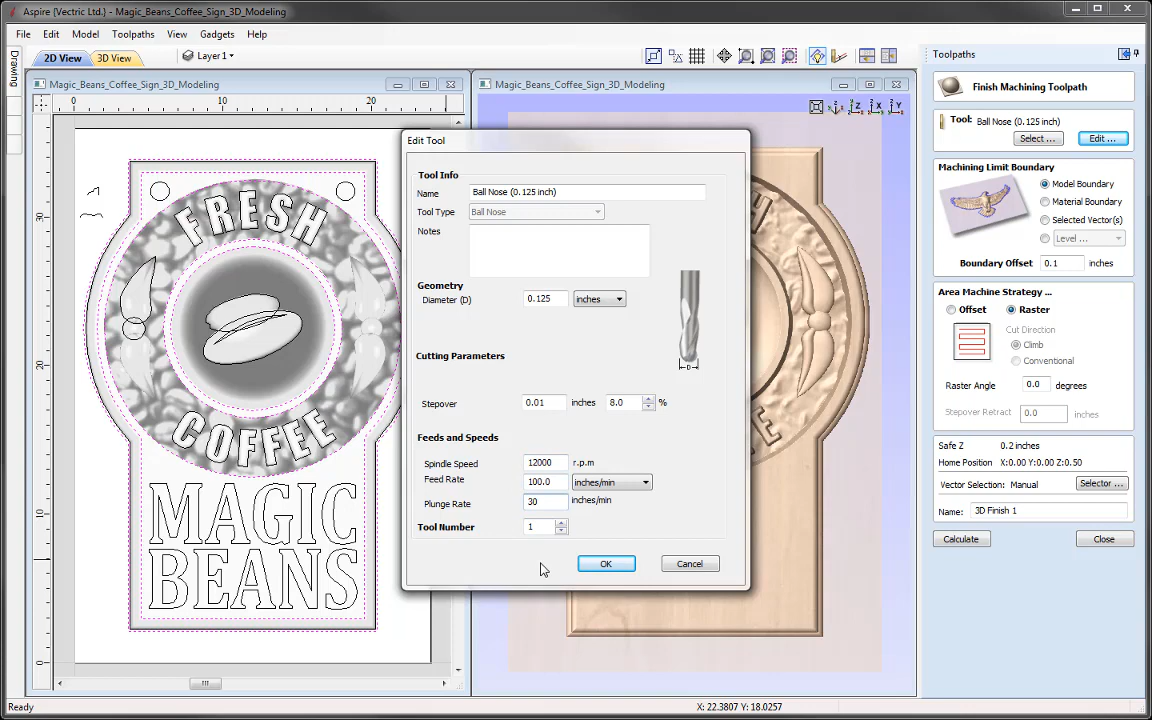 Aspire {Vectric Ltd.} - Magic_Beans_Coffee_Sign_3D_Modeling
File Edit Model Toolpaths View Gadgets Help
2D View 3D View Layer 1
Drawing
Magic_Beans_Coffee_Sign_3D_Modeling
0 10 20
30
20
10
0
FRESH
COFFEE
MAGIC
BEANS
Magic_Beans_Coffee_Sign_3D_Modeling
Edit Tool
Tool Info
Name Ball Nose (0.125 inch)
Tool Type Ball Nose
Notes
Geometry
Diameter (D) 0.125 inches
D
Cutting Parameters
Stepover 0.01 inches 8.0 %
Feeds and Speeds
Spindle Speed 12000 r.p.m
Feed Rate 100.0 inches/min
Plunge Rate 30 inches/min
Tool Number 1
OK Cancel
Toolpaths
Finish Machining Toolpath
Tool: Ball Nose (0.125 inch)
Select ... Edit ...
Machining Limit Boundary
Model Boundary
Material Boundary
Selected Vector(s)
Level ...
Boundary Offset 0.1 inches
Area Machine Strategy ...
Offset Raster
Cut Direction
Climb
Conventional
Raster Angle 0.0 degrees
Stepover Retract 0.0 inches
Safe Z 0.2 inches
Home Position X:0.00 Y:0.00 Z:0.50
Vector Selection: Manual Selector ...
Name: 3D Finish 1
Calculate Close
Ready X: 22.3807 Y: 18.0257